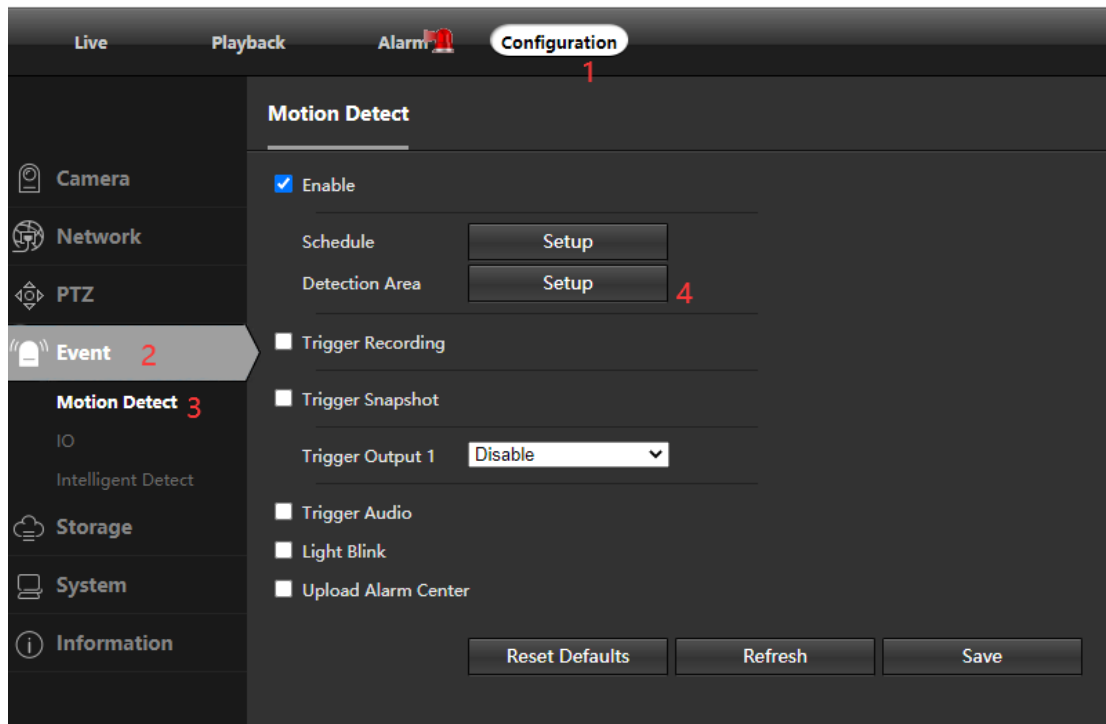 Live Playback Alarm Configuration
1
Motion Detect
Camera
Network
PTZ
Event 2
Motion Detect 3
IO
Intelligent Detect
Storage
System
Information
Enable
Schedule Setup
Detection Area Setup 4
Trigger Recording
Trigger Snapshot
Trigger Output 1 Disable
Trigger Audio
Light Blink
Upload Alarm Center
Reset Defaults Refresh Save